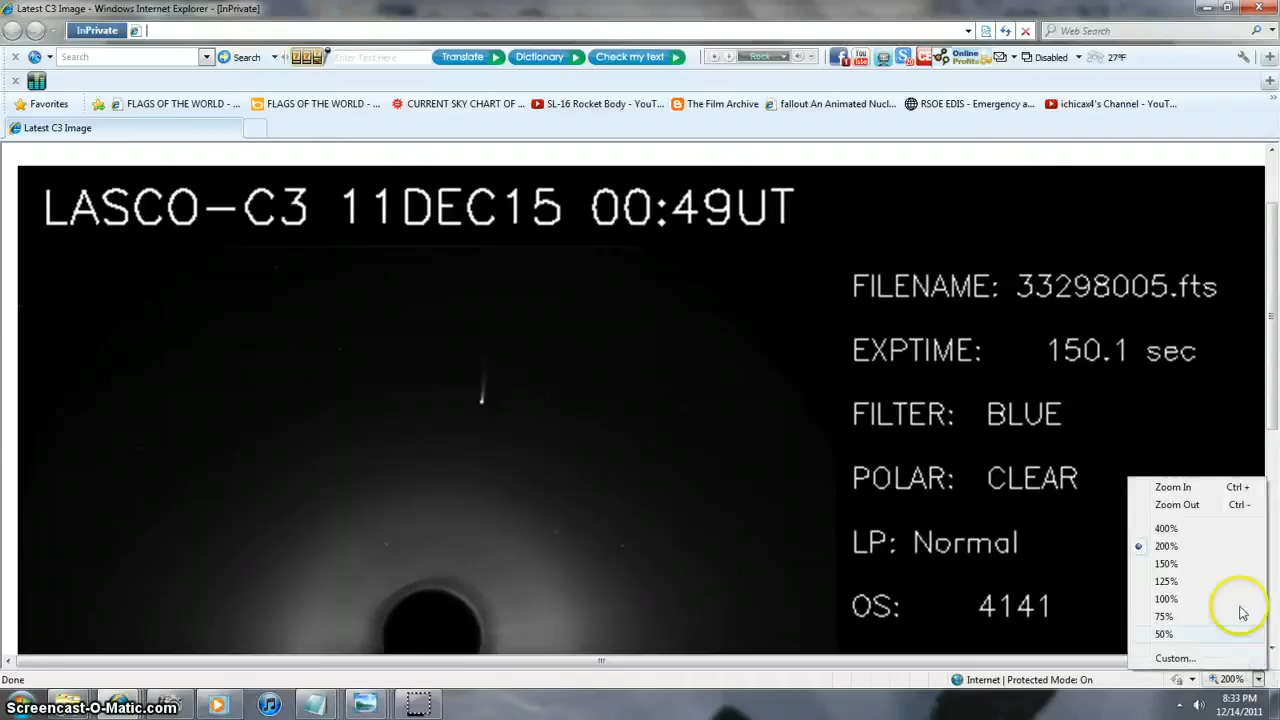 Latest C3 Image - Windows Internet Explorer - [InPrivate]
InPrivate
Web Search
Search
Search
Enter Text Here
Translate
Dictionary
Check my text
Rock
Online Profits
Disabled
27°F
Favorites
FLAGS OF THE WORLD - ...
FLAGS OF THE WORLD - ...
CURRENT SKY CHART OF ...
SL-16 Rocket Body - YouT...
The Film Archive
fallout An Animated Nucl...
RSOE EDIS - Emergency a...
ichicax4's Channel - YouT...
Latest C3 Image
LASCO-C3 11DEC15 00:49UT
FILENAME: 33298005.fts
EXPTIME: 150.1 sec
FILTER: BLUE
POLAR: CLEAR
LP: Normal
OS: 4141
Zoom In Ctrl +
Zoom Out Ctrl -
400%
200%
150%
125%
100%
75%
50%
Custom...
Done
Internet | Protected Mode: On
200%
Screencast-O-Matic.com
8:33 PM
12/14/2011